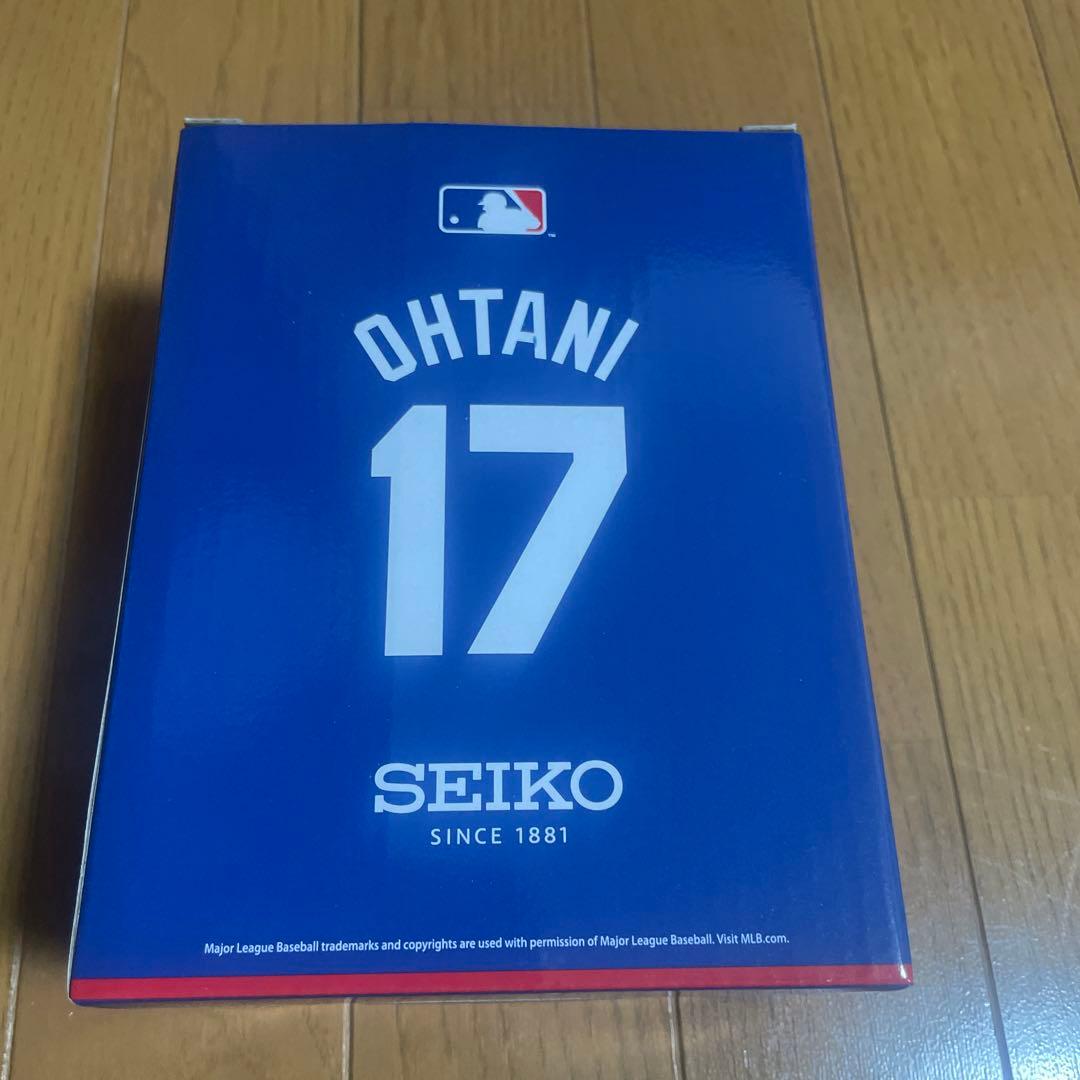 TM
OHTANI
17
SEIKO
SINCE 1881
Major League Baseball trademarks and copyrights are used with permission of Major League Baseball. Visit MLB.com.